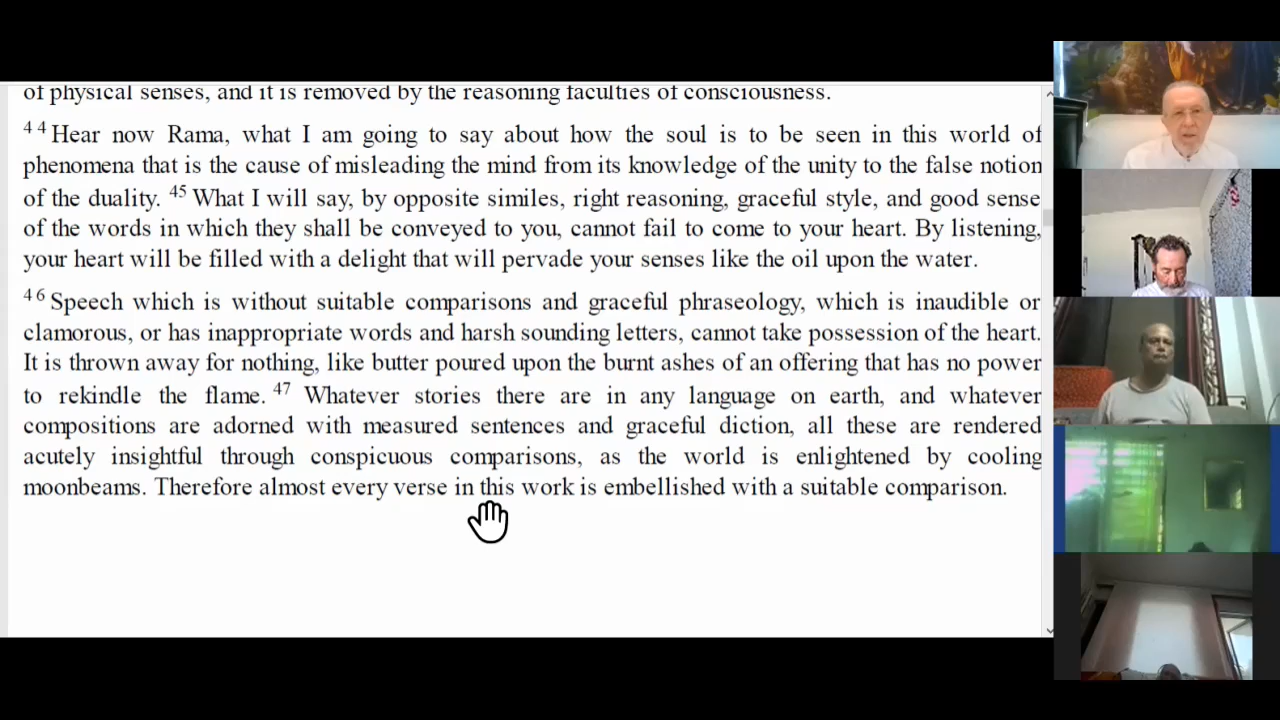 of physical senses, and it is removed by the reasoning faculties of consciousness.
44 Hear now Rama, what I am going to say about how the soul is to be seen in this world of
phenomena that is the cause of misleading the mind from its knowledge of the unity to the false notion
of the duality. 45 What I will say, by opposite similes, right reasoning, graceful style, and good sense
of the words in which they shall be conveyed to you, cannot fail to come to your heart. By listening,
your heart will be filled with a delight that will pervade your senses like the oil upon the water.
46 Speech which is without suitable comparisons and graceful phraseology, which is inaudible or
clamorous, or has inappropriate words and harsh sounding letters, cannot take possession of the heart.
It is thrown away for nothing, like butter poured upon the burnt ashes of an offering that has no power
to rekindle the flame. 47 Whatever stories there are in any language on earth, and whatever
compositions are adorned with measured sentences and graceful diction, all these are rendered
acutely insightful through conspicuous comparisons, as the world is enlightened by cooling
moonbeams. Therefore almost every verse in this work is embellished with a suitable comparison.